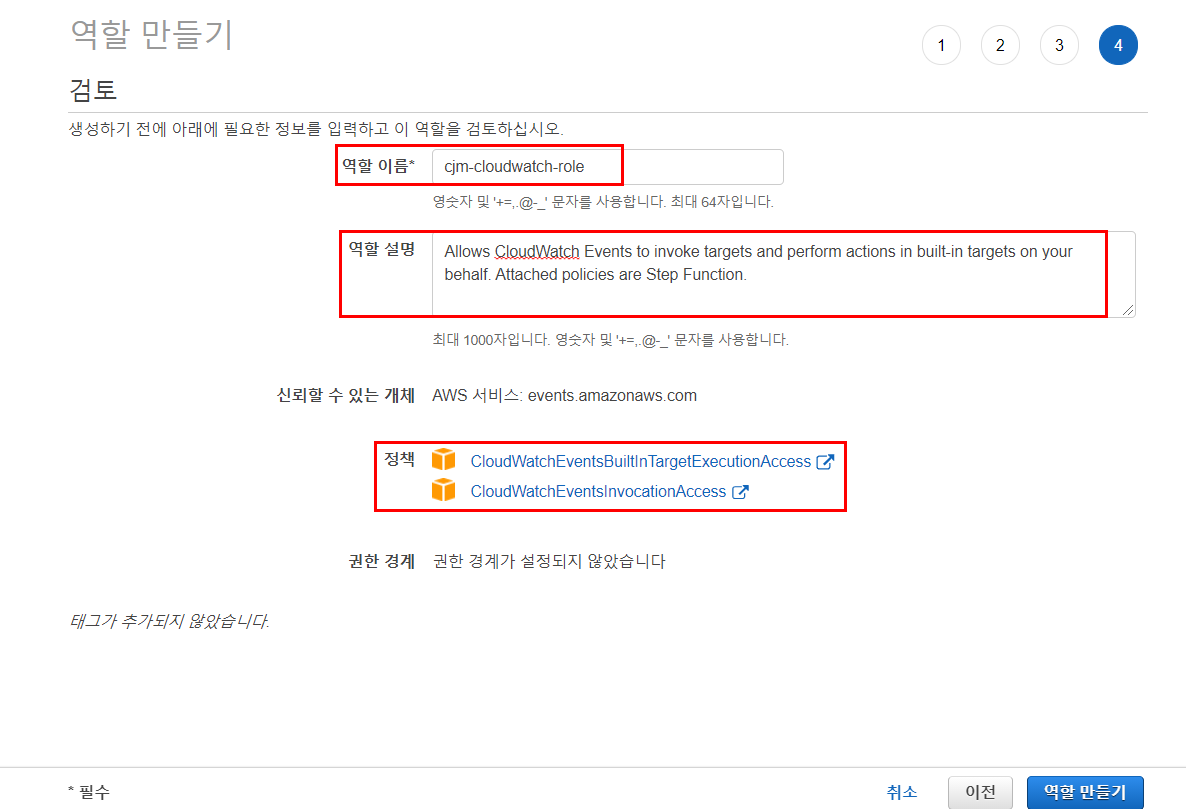 역할 만들기
1 2 3 4
검토
생성하기 전에 아래에 필요한 정보를 입력하고 이 역할을 검토하십시오.
역할 이름* cjm-cloudwatch-role
영숫자 및 '+=,.@-_' 문자를 사용합니다. 최대 64자입니다.
역할 설명 Allows CloudWatch Events to invoke targets and perform actions in built-in targets on your
behalf. Attached policies are Step Function.
최대 1000자입니다. 영숫자 및 '+=,.@-_' 문자를 사용합니다.
신뢰할 수 있는 개체 AWS 서비스: events.amazonaws.com
정책 CloudWatchEventsBuiltInTargetExecutionAccess
CloudWatchEventsInvocationAccess
권한 경계 권한 경계가 설정되지 않았습니다
태그가 추가되지 않았습니다.
* 필수 취소 이전 역할 만들기